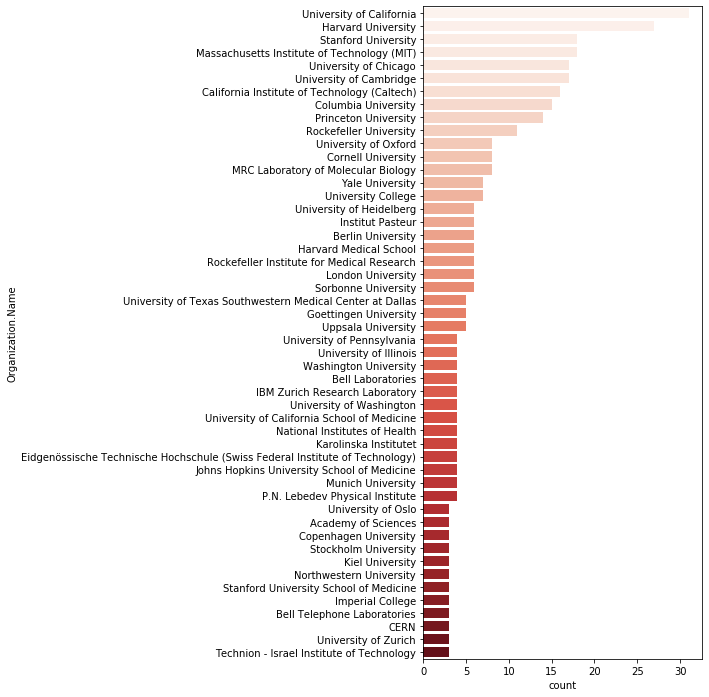 University of California
Harvard University
Stanford University
Massachusetts Institute of Technology (MIT)
University of Chicago
University of Cambridge
California Institute of Technology (Caltech)
Columbia University
Princeton University
Rockefeller University
University of Oxford
Cornell University
MRC Laboratory of Molecular Biology
Yale University
University College
University of Heidelberg
Institut Pasteur
Berlin University
Harvard Medical School
Rockefeller Institute for Medical Research
London University
Sorbonne University
University of Texas Southwestern Medical Center at Dallas
Goettingen University
Uppsala University
University of Pennsylvania
University of Illinois
Washington University
Bell Laboratories
IBM Zurich Research Laboratory
University of Washington
University of California School of Medicine
National Institutes of Health
Karolinska Institutet
Eidgenössische Technische Hochschule (Swiss Federal Institute of Technology)
Johns Hopkins University School of Medicine
Munich University
P.N. Lebedev Physical Institute
University of Oslo
Academy of Sciences
Copenhagen University
Stockholm University
Kiel University
Northwestern University
Stanford University School of Medicine
Imperial College
Bell Telephone Laboratories
CERN
University of Zurich
Technion - Israel Institute of Technology
Organization.Name
0 5 10 15 20 25 30
count